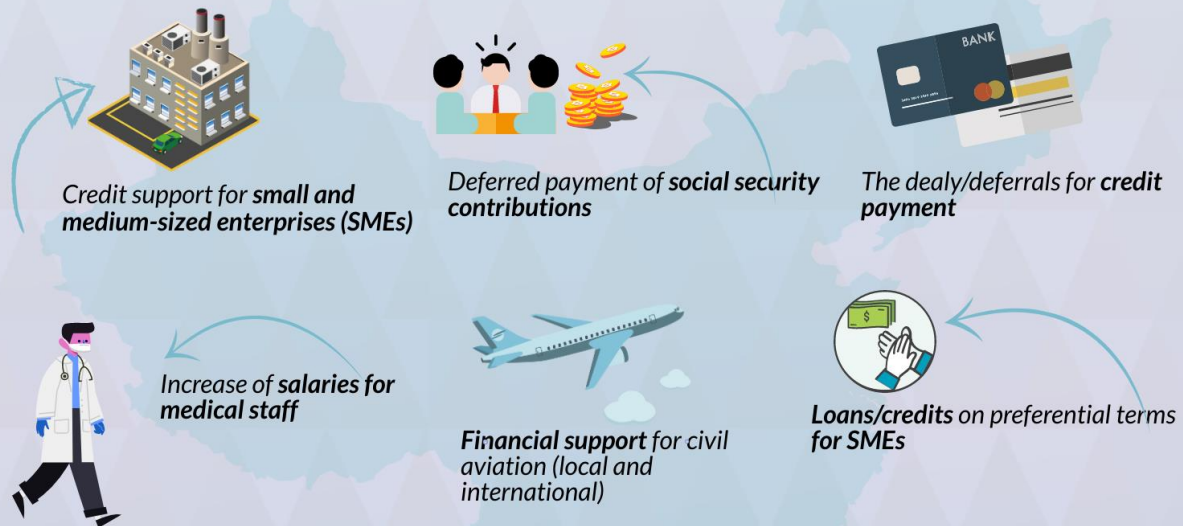 BANK
Credit support for small and
medium-sized enterprises (SMEs)
Deferred payment of social security
contributions
The dealy/deferrals for credit
payment
Increase of salaries for
medical staff
Financial support for civil
aviation (local and
international)
$
Loans/credits on preferential terms
for SMEs